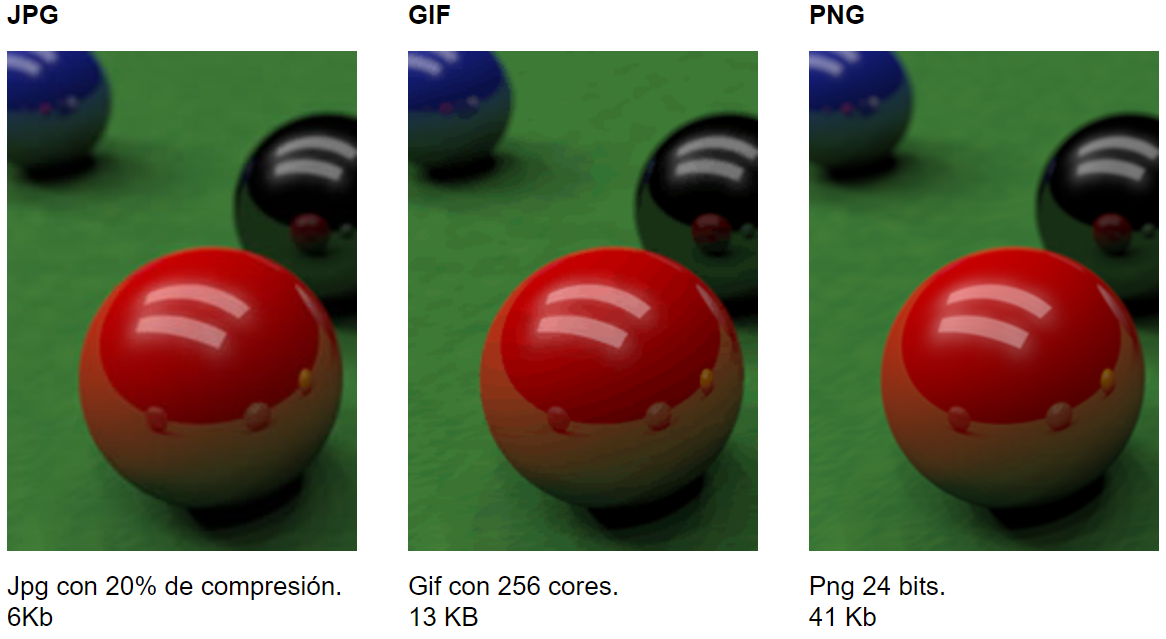 JPG
GIF
PNG
Jpg con 20% de compresión.
6Kb
Gif con 256 cores.
13 KB
Png 24 bits.
41 Kb